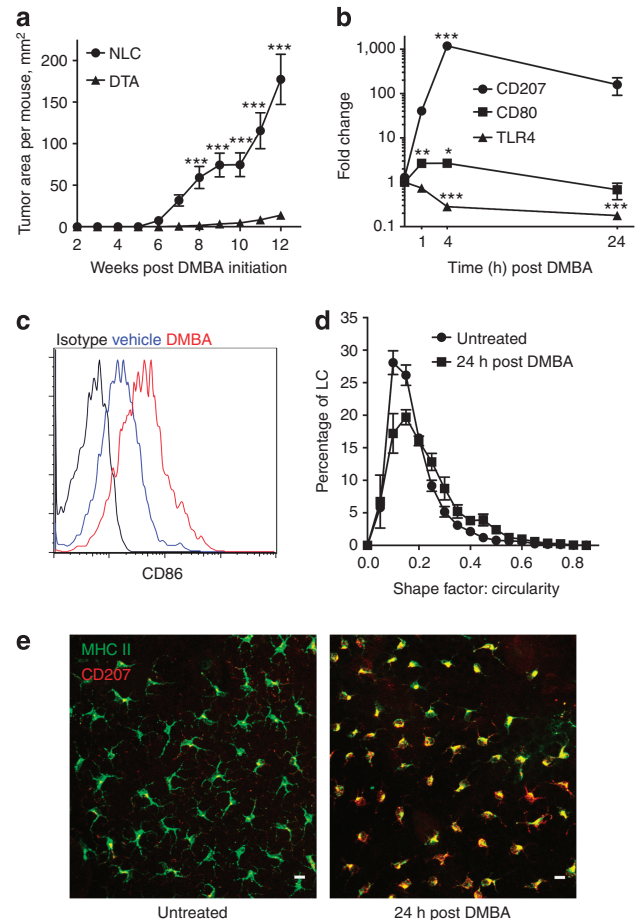 a
NLC
DTA
Tumor area per mouse, mm²
200
150
100
50
0
2 4 6 8 10 12
Weeks post DMBA initiation
*** *** *** *** ***
b
Fold change
1,000
100
10
1
0.1
1 4 24
Time (h) post DMBA
CD207
CD80
TLR4
***
** *
*** ***
c
Isotype vehicle DMBA
CD86
d
Untreated
24 h post DMBA
Percentage of LC
35
30
25
20
15
10
5
0
0.0 0.2 0.4 0.6 0.8
Shape factor: circularity
e
MHC II
CD207
Untreated
24 h post DMBA